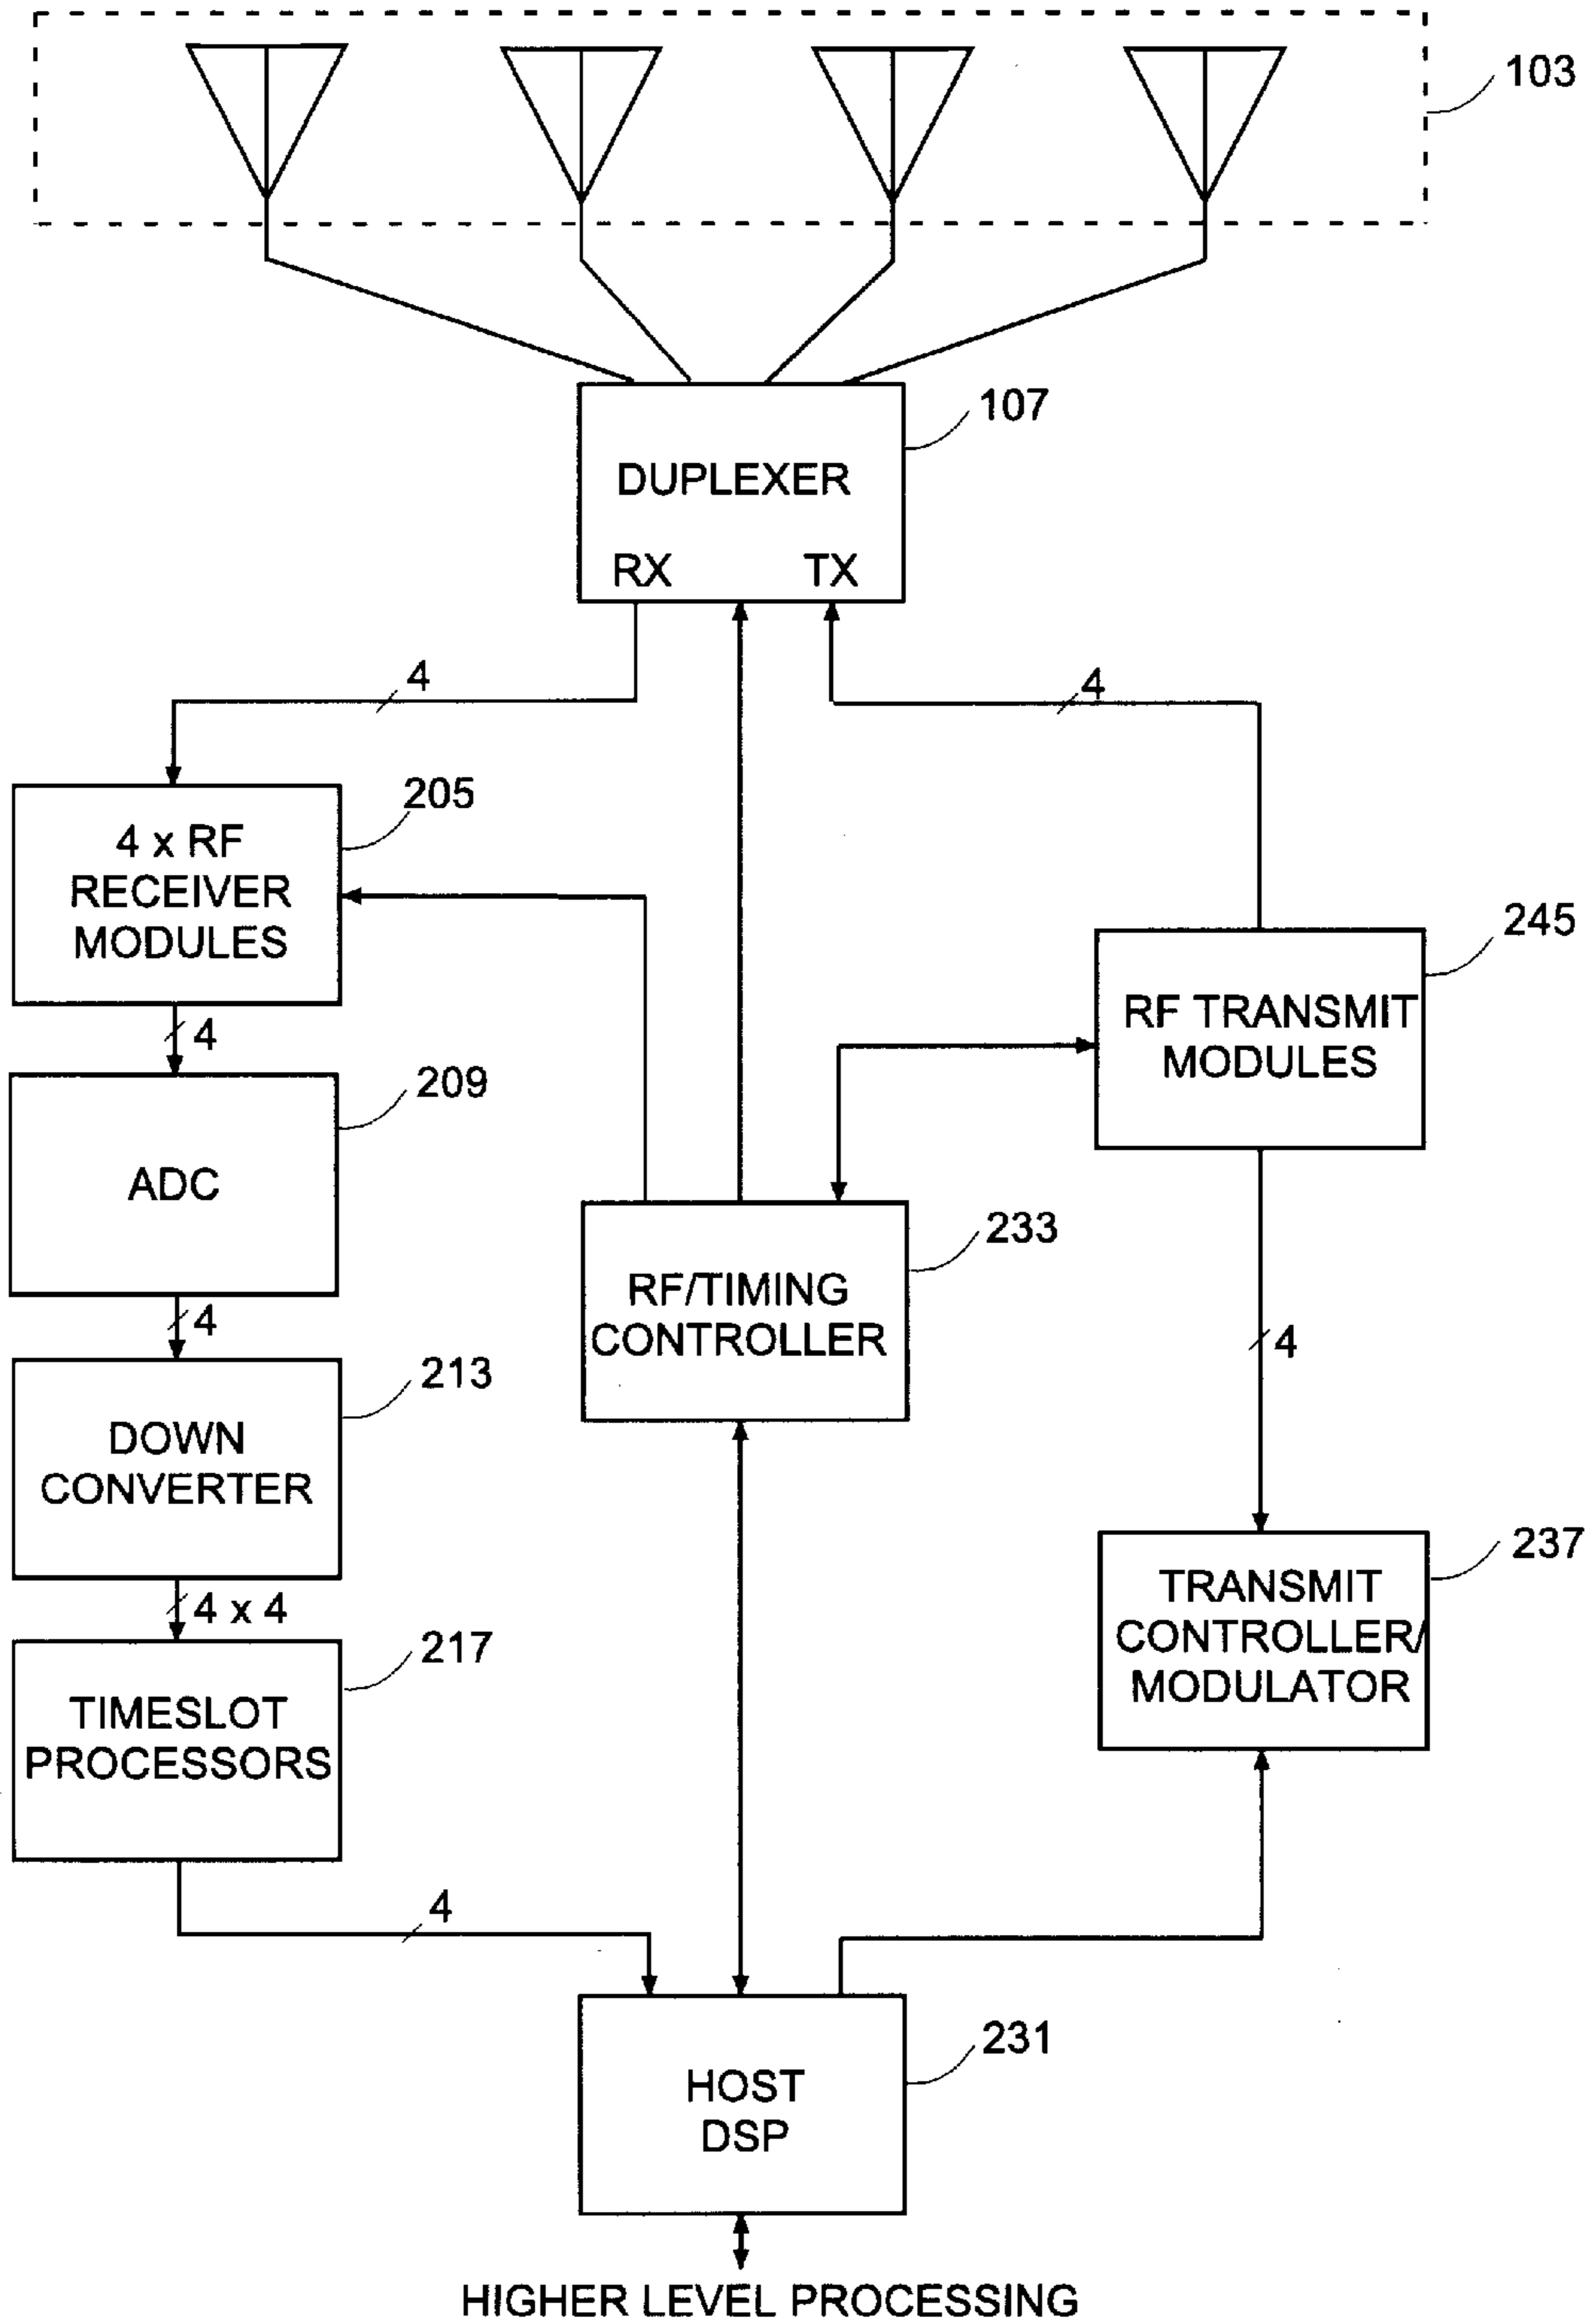 103
107
DUPLEXER
RX TX
4
4
205
4 x RF
RECEIVER
MODULES
245
RF TRANSMIT
MODULES
4
209
ADC
233
RF/TIMING
CONTROLLER
4
4
213
DOWN
CONVERTER
237
TRANSMIT
CONTROLLER/
MODULATOR
4 x 4
217
TIMESLOT
PROCESSORS
4
231
HOST
DSP
HIGHER LEVEL PROCESSING